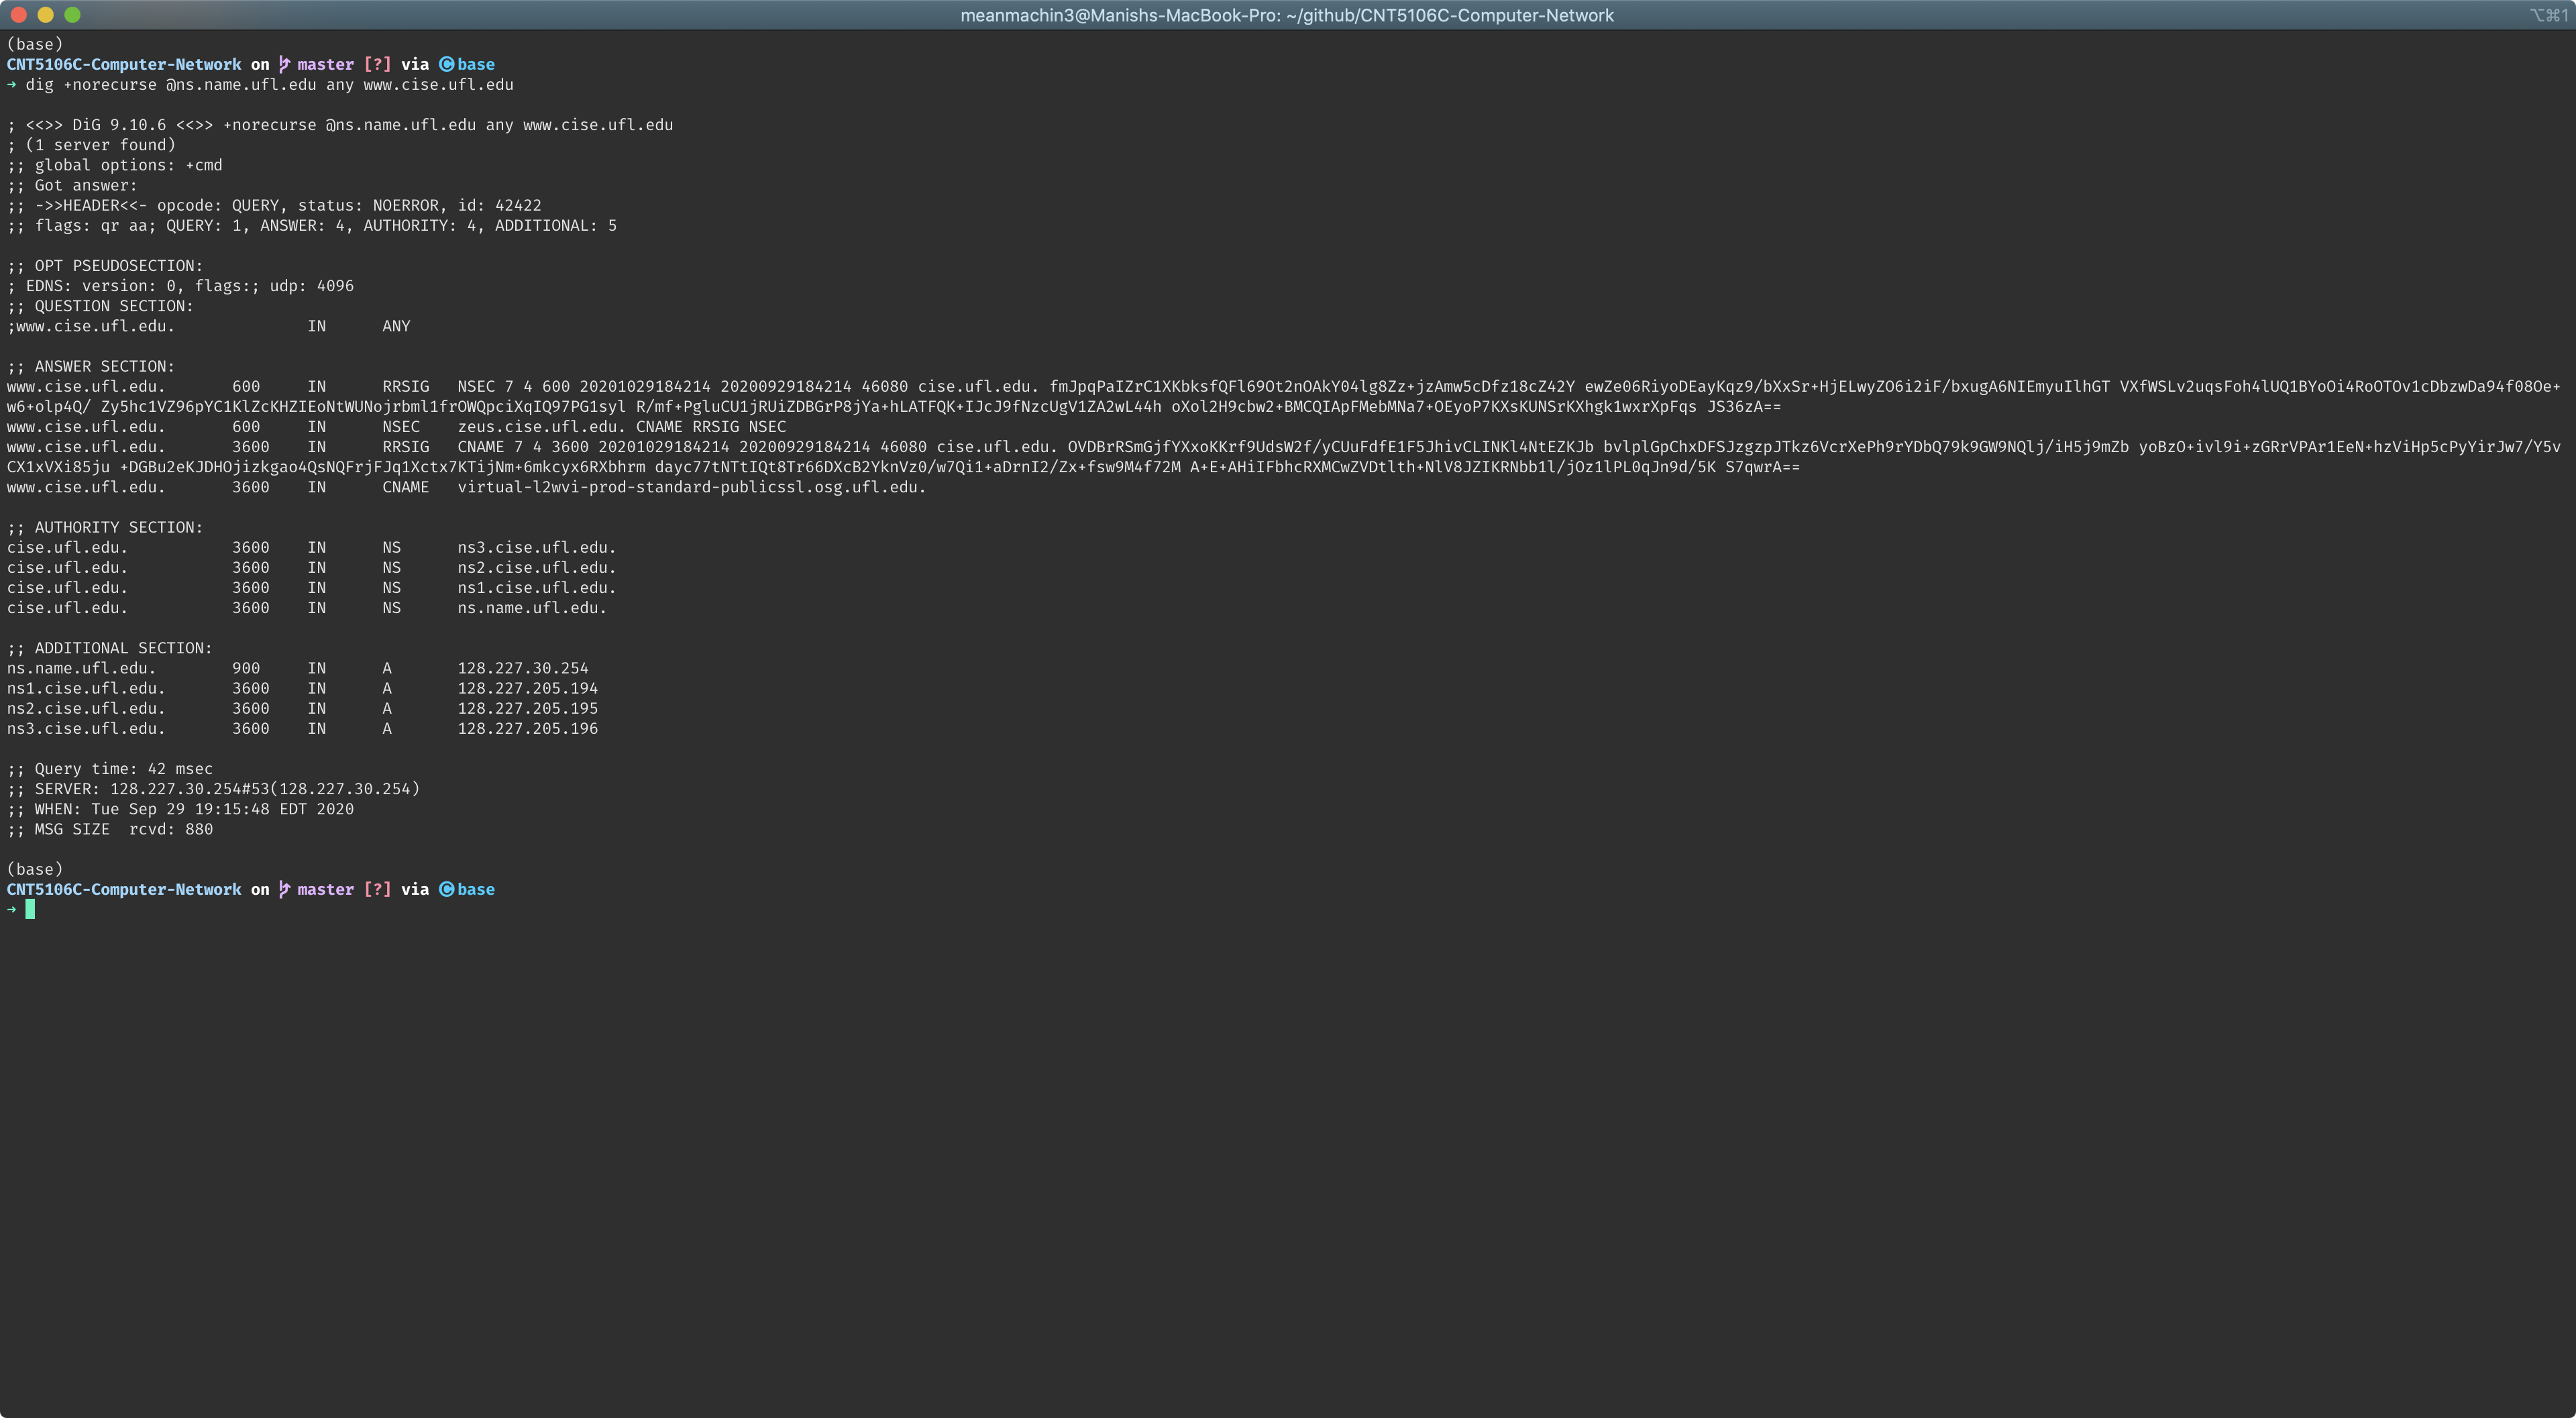 meanmachin3@Manishs-MacBook-Pro: ~/github/CNT5106C-Computer-Network
⌥⌘1
(base)
CNT5106C-Computer-Network on master [?] via base
➜ dig +norecurse @ns.name.ufl.edu any www.cise.ufl.edu
; <<>> DiG 9.10.6 <<>> +norecurse @ns.name.ufl.edu any www.cise.ufl.edu
; (1 server found)
;; global options: +cmd
;; Got answer:
;; ->>HEADER<<- opcode: QUERY, status: NOERROR, id: 42422
;; flags: qr aa; QUERY: 1, ANSWER: 4, AUTHORITY: 4, ADDITIONAL: 5
;; OPT PSEUDOSECTION:
; EDNS: version: 0, flags:; udp: 4096
;; QUESTION SECTION:
;www.cise.ufl.edu. IN ANY
;; ANSWER SECTION:
www.cise.ufl.edu. 600 IN RRSIG NSEC 7 4 600 20201029184214 20200929184214 46080 cise.ufl.edu. fmJpqPaIZrC1XKbksfQFl69Ot2nOAkY04lg8Zz+jzAmw5cDfz18cZ42Y ewZe06RiyoDEayKqz9/bXxSr+HjELwyZO6i2iF/bxugA6NIEmyuIlhGT VXfWSLv2uqsFoh4lUQ1BYoOi4RoOTOv1cDbzwDa94f08Oe+
w6+olp4Q/ Zy5hc1VZ96pYC1KlZcKHZIEoNtWUNojrbml1frOWQpciXqIQ97PG1syl R/mf+PgluCU1jRUiZDBGrP8jYa+hLATFQK+IJcJ9fNzcUgV1ZA2wL44h oXol2H9cbw2+BMCQIApFMebMNa7+OEyoP7KXsKUNSrKXhgk1wxrXpFqs JS36zA==
www.cise.ufl.edu. 600 IN NSEC zeus.cise.ufl.edu. CNAME RRSIG NSEC
www.cise.ufl.edu. 3600 IN RRSIG CNAME 7 4 3600 20201029184214 20200929184214 46080 cise.ufl.edu. OVDBrRSmGjfYXxoKKrf9UdsW2f/yCUuFdfE1F5JhivCLINKl4NtEZKJb bvlplGpChxDFSJzgzpJTkz6VcrXePh9rYDbQ79k9GW9NQlj/iH5j9mZb yoBzO+ivl9i+zGRrVPAr1EeN+hzViHp5cPyYirJw7/Y5v
CX1xVXi85ju +DGBu2eKJDHOjizkgao4QsNQFrjFJq1Xctx7KTijNm+6mkcyx6RXbhrm dayc77tNTtIQt8Tr66DXcB2YknVz0/w7Qi1+aDrnI2/Zx+fsw9M4f72M A+E+AHiIFbhcRXMCwZVDtlth+NlV8JZIKRNbb1l/jOz1lPL0qJn9d/5K S7qwrA==
www.cise.ufl.edu. 3600 IN CNAME virtual-l2wvi-prod-standard-publicssl.osg.ufl.edu.
;; AUTHORITY SECTION:
cise.ufl.edu. 3600 IN NS ns3.cise.ufl.edu.
cise.ufl.edu. 3600 IN NS ns2.cise.ufl.edu.
cise.ufl.edu. 3600 IN NS ns1.cise.ufl.edu.
cise.ufl.edu. 3600 IN NS ns.name.ufl.edu.
;; ADDITIONAL SECTION:
ns.name.ufl.edu. 900 IN A 128.227.30.254
ns1.cise.ufl.edu. 3600 IN A 128.227.205.194
ns2.cise.ufl.edu. 3600 IN A 128.227.205.195
ns3.cise.ufl.edu. 3600 IN A 128.227.205.196
;; Query time: 42 msec
;; SERVER: 128.227.30.254#53(128.227.30.254)
;; WHEN: Tue Sep 29 19:15:48 EDT 2020
;; MSG SIZE rcvd: 880
(base)
CNT5106C-Computer-Network on master [?] via base
➜